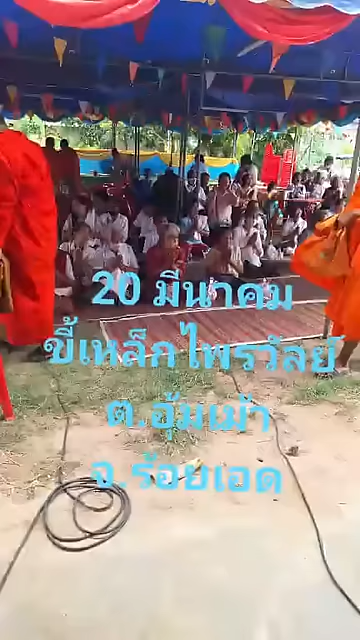 20 มีนาคม
ขี้เหล็กไพรวัลย์
ต.อุ้มเม้า
จ.ร้อยเอด